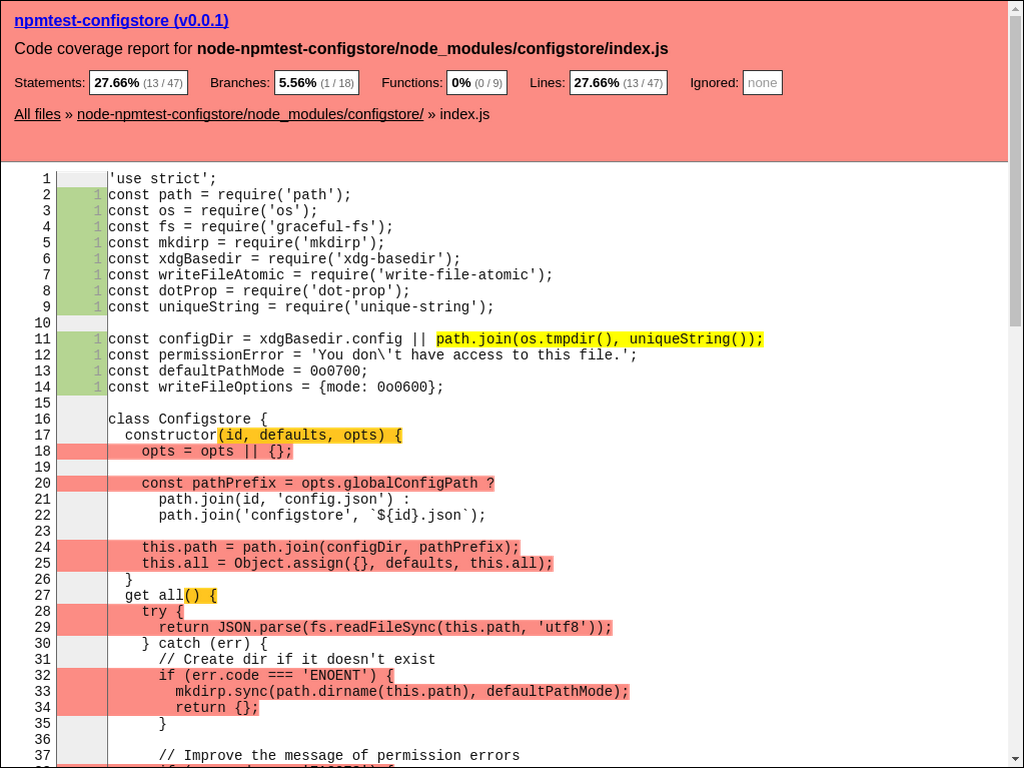 npmtest-configstore (v0.0.1)
Code coverage report for node-npmtest-configstore/node_modules/configstore/index.js
Statements: 27.66% (13 / 47) Branches: 5.56% (1 / 18) Functions: 0% (0 / 9) Lines: 27.66% (13 / 47) Ignored: none
All files » node-npmtest-configstore/node_modules/configstore/ » index.js
1 'use strict';
2 1 const path = require('path');
3 1 const os = require('os');
4 1 const fs = require('graceful-fs');
5 1 const mkdirp = require('mkdirp');
6 1 const xdgBasedir = require('xdg-basedir');
7 1 const writeFileAtomic = require('write-file-atomic');
8 1 const dotProp = require('dot-prop');
9 1 const uniqueString = require('unique-string');
10
11 1 const configDir = xdgBasedir.config || path.join(os.tmpdir(), uniqueString());
12 1 const permissionError = 'You don\'t have access to this file.';
13 1 const defaultPathMode = 0o0700;
14 1 const writeFileOptions = {mode: 0o0600};
15
16 class Configstore {
17 constructor(id, defaults, opts) {
18 opts = opts || {};
19
20 const pathPrefix = opts.globalConfigPath ?
21 path.join(id, 'config.json') :
22 path.join('configstore', `${id}.json`);
23
24 this.path = path.join(configDir, pathPrefix);
25 this.all = Object.assign({}, defaults, this.all);
26 }
27 get all() {
28 try {
29 return JSON.parse(fs.readFileSync(this.path, 'utf8'));
30 } catch (err) {
31 // Create dir if it doesn't exist
32 if (err.code === 'ENOENT') {
33 mkdirp.sync(path.dirname(this.path), defaultPathMode);
34 return {};
35 }
36
37 // Improve the message of permission errors